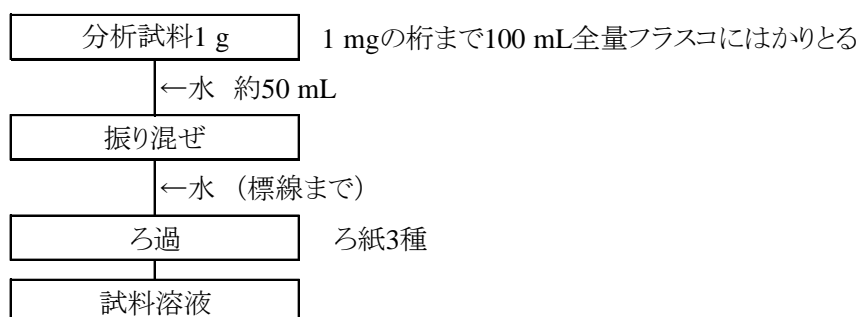 分析試料1 g　1 mgの桁まで100 mL全量フラスコにはかりとる
←水　約50 mL
振り混ぜ
←水　（標線まで）
ろ過　ろ紙3種
試料溶液